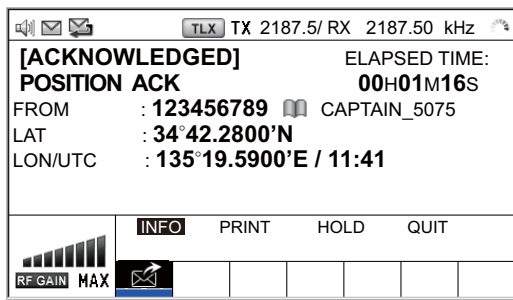 TLX TX 2187.5/ RX 2187.50 kHz
[ACKNOWLEDGED] ELAPSED TIME:
POSITION ACK 00H01M16S
FROM : 123456789 CAPTAIN_5075
LAT : 34°42.2800’N
LON/UTC : 135°19.5900’E / 11:41
INFO PRINT HOLD QUIT
RF GAIN MAX